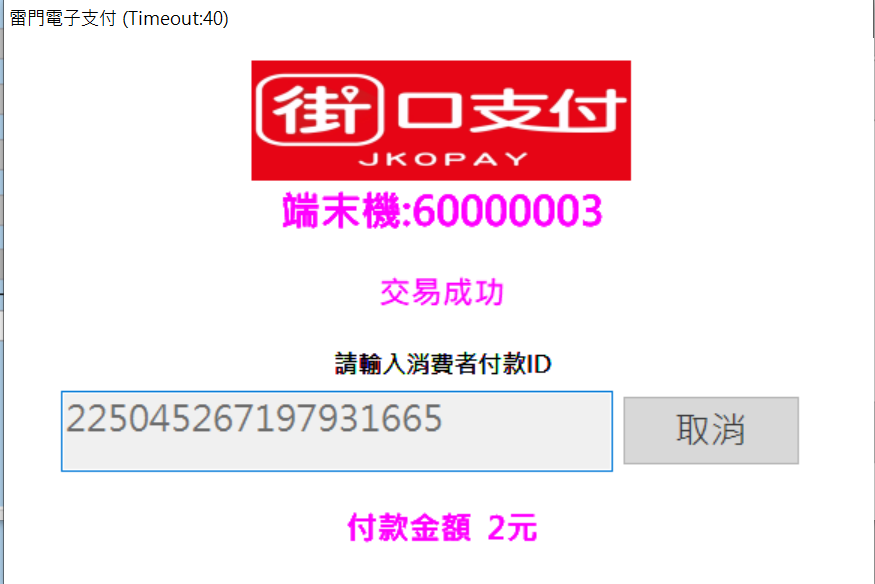 雷門電子支付 (Timeout:40)
街口支付
JKOPAY
端末機:60000003
交易成功
請輸入消費者付款ID
225045267197931665
取消
付款金額 2元